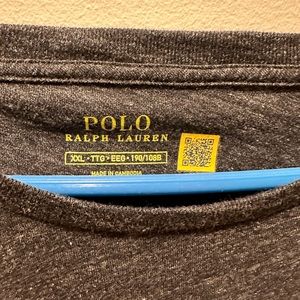 POLO
RALPH LAUREN
XXL • TTG • EEG • 190/108B
MADE IN CAMBODIA